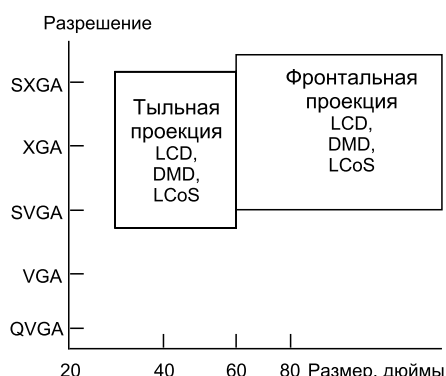 Разрешение
SXGA
XGA
SVGA
VGA
QVGA
Тыльная
проекция
LCD,
DMD,
LCoS
Фронтальная
проекция
LCD,
DMD,
LCoS
20 40 60 80 Размер, дюймы